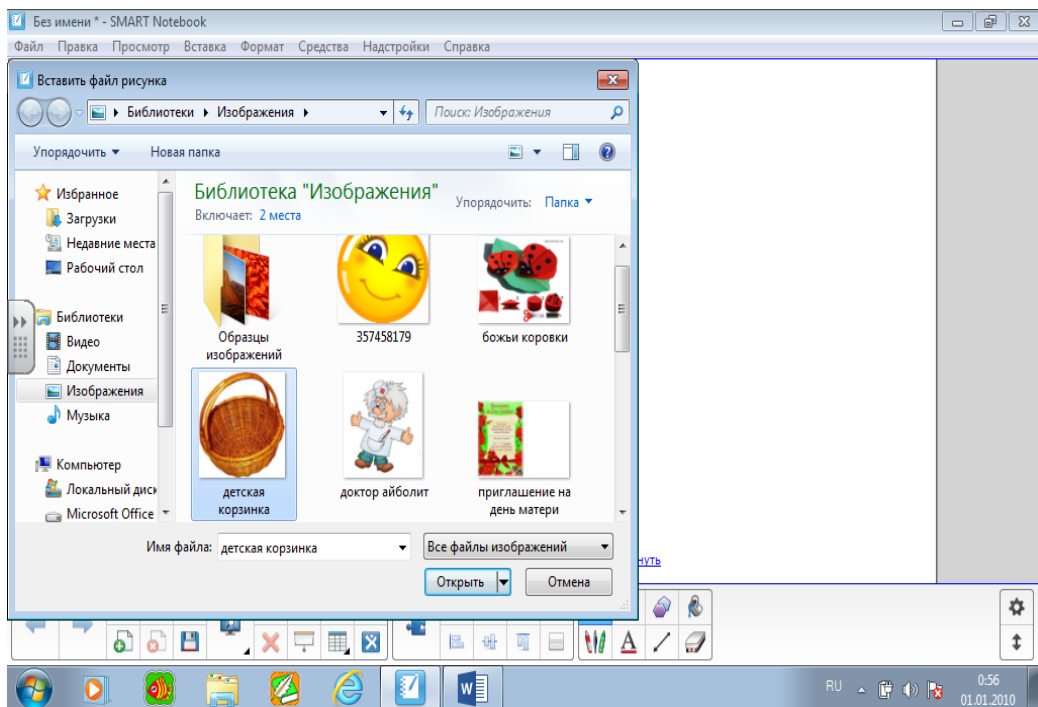 Без имени * - SMART Notebook
Файл Правка Просмотр Вставка Формат Средства Надстройки Справка
Вставить файл рисунка
Библиотеки Изображения
Поиск: Изображения
Упорядочить Новая папка
Избранное
Загрузки
Недавние места
Рабочий стол
Библиотеки
Видео
Документы
Изображения
Музыка
Компьютер
Локальный диск
Microsoft Office
Библиотека "Изображения"
Включает: 2 места
Упорядочить: Папка
Образцы
изображений
357458179
божьи коровки
детская
корзинка
доктор айболит
приглашение на
день матери
Имя файла: детская корзинка
Все файлы изображений
Открыть Отмена
нуть
RU
0:56
01.01.2010